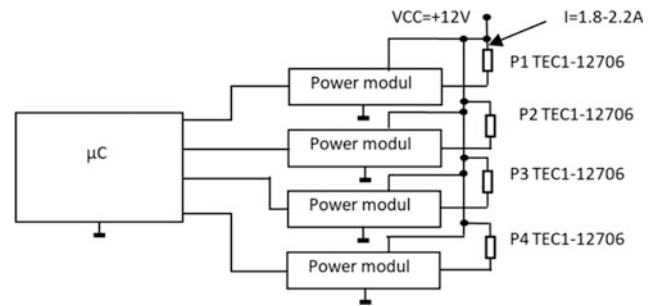 VCC=+12V
I=1.8-2.2A
P1 TEC1-12706
Power modul
P2 TEC1-12706
Power modul
μC
P3 TEC1-12706
Power modul
P4 TEC1-12706
Power modul